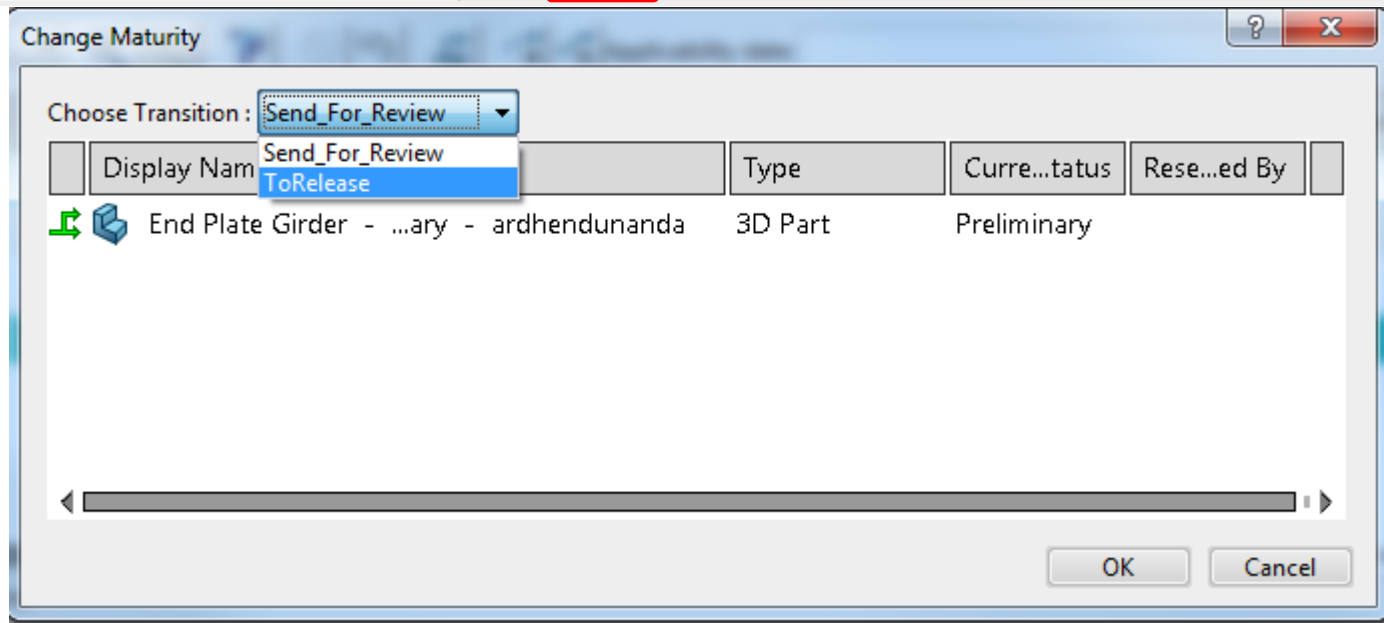 Change Maturity
?
X
Choose Transition : Send_For_Review
Send_For_Review
ToRelease
Display Nam Type Curre...tatus Rese...ed By
End Plate Girder - ...ary - ardhendunanda 3D Part Preliminary
OK Cancel